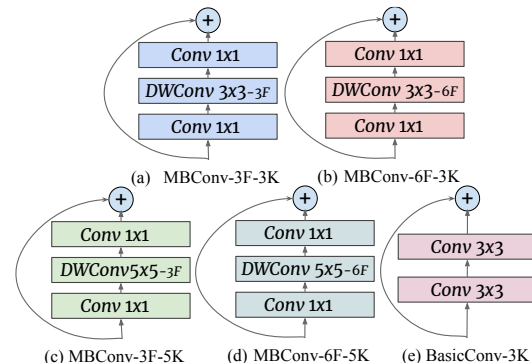 +
Conv 1x1
DWConv 3x3-3F
Conv 1x1
(a) MBConv-3F-3K
+
Conv 1x1
DWConv 3x3-6F
Conv 1x1
(b) MBConv-6F-3K
+
Conv 1x1
DWConv5x5-3F
Conv 1x1
(c) MBConv-3F-5K
+
Conv 1x1
DWConv 5x5-6F
Conv 1x1
(d) MBConv-6F-5K
+
Conv 3x3
Conv 3x3
(e) BasicConv-3K